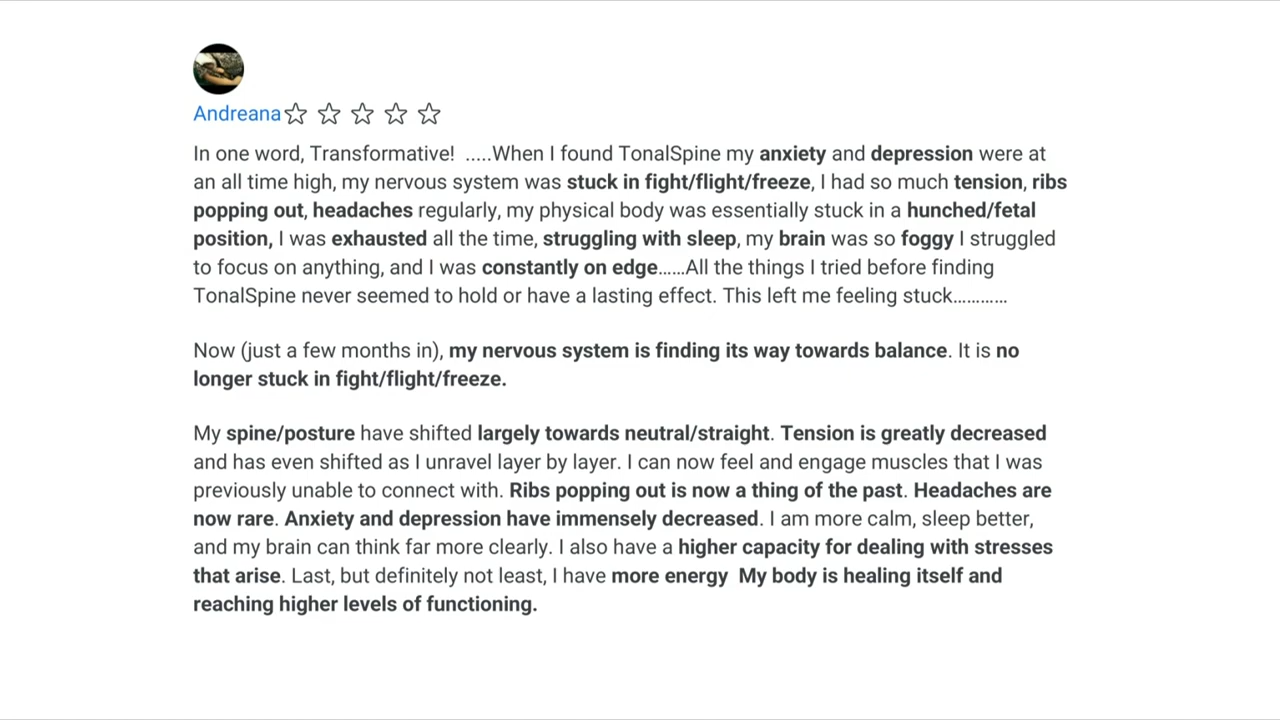 Andreana☆ ☆ ☆ ☆ ☆
In one word, Transformative!  .....When I found TonalSpine my anxiety and depression were at
an all time high, my nervous system was stuck in fight/flight/freeze, I had so much tension, ribs
popping out, headaches regularly, my physical body was essentially stuck in a hunched/fetal
position, I was exhausted all the time, struggling with sleep, my brain was so foggy I struggled
to focus on anything, and I was constantly on edge……All the things I tried before finding
TonalSpine never seemed to hold or have a lasting effect. This left me feeling stuck…………
Now (just a few months in), my nervous system is finding its way towards balance. It is no
longer stuck in fight/flight/freeze.
My spine/posture have shifted largely towards neutral/straight. Tension is greatly decreased
and has even shifted as I unravel layer by layer. I can now feel and engage muscles that I was
previously unable to connect with. Ribs popping out is now a thing of the past. Headaches are
now rare. Anxiety and depression have immensely decreased. I am more calm, sleep better,
and my brain can think far more clearly. I also have a higher capacity for dealing with stresses
that arise. Last, but definitely not least, I have more energy  My body is healing itself and
reaching higher levels of functioning.